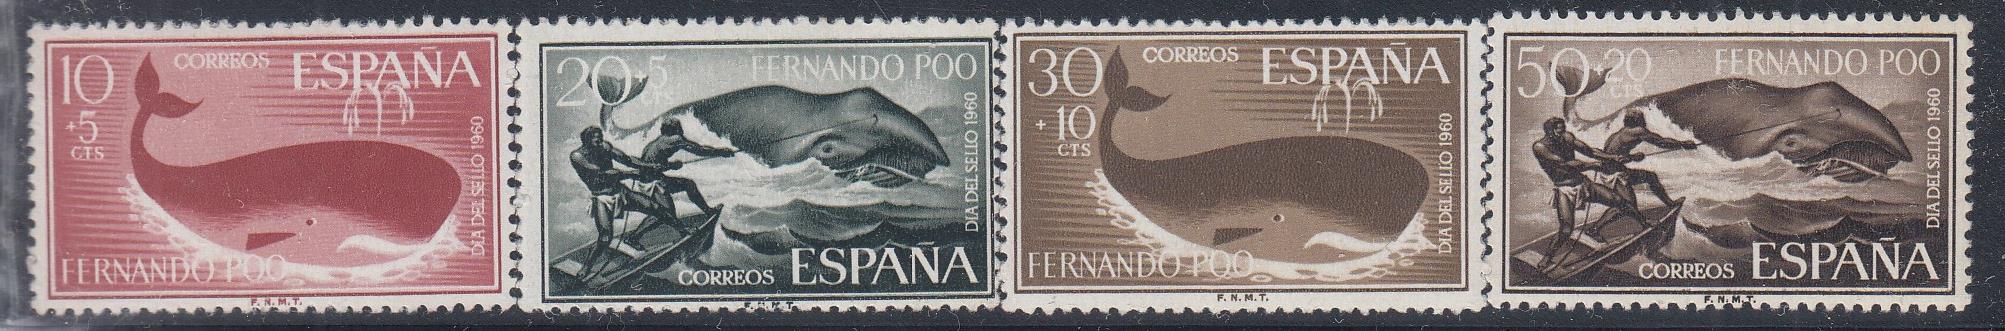 10 CORREOS ESPAÑA
+5
CTS
DIA DEL SELLO 1960
FERNANDO POO
F.N.M.T.
20+5 FERNANDO POO
CTS
DIA DEL SELLO 1960
CORREOS ESPAÑA
F.N.M.T.
30 CORREOS ESPAÑA
+10
CTS
DIA DEL SELLO 1960
FERNANDO POO
F.N.M.T.
50+20 FERNANDO POO
CTS
DIA DEL SELLO 1960
CORREOS ESPAÑA
F.N.M.T.